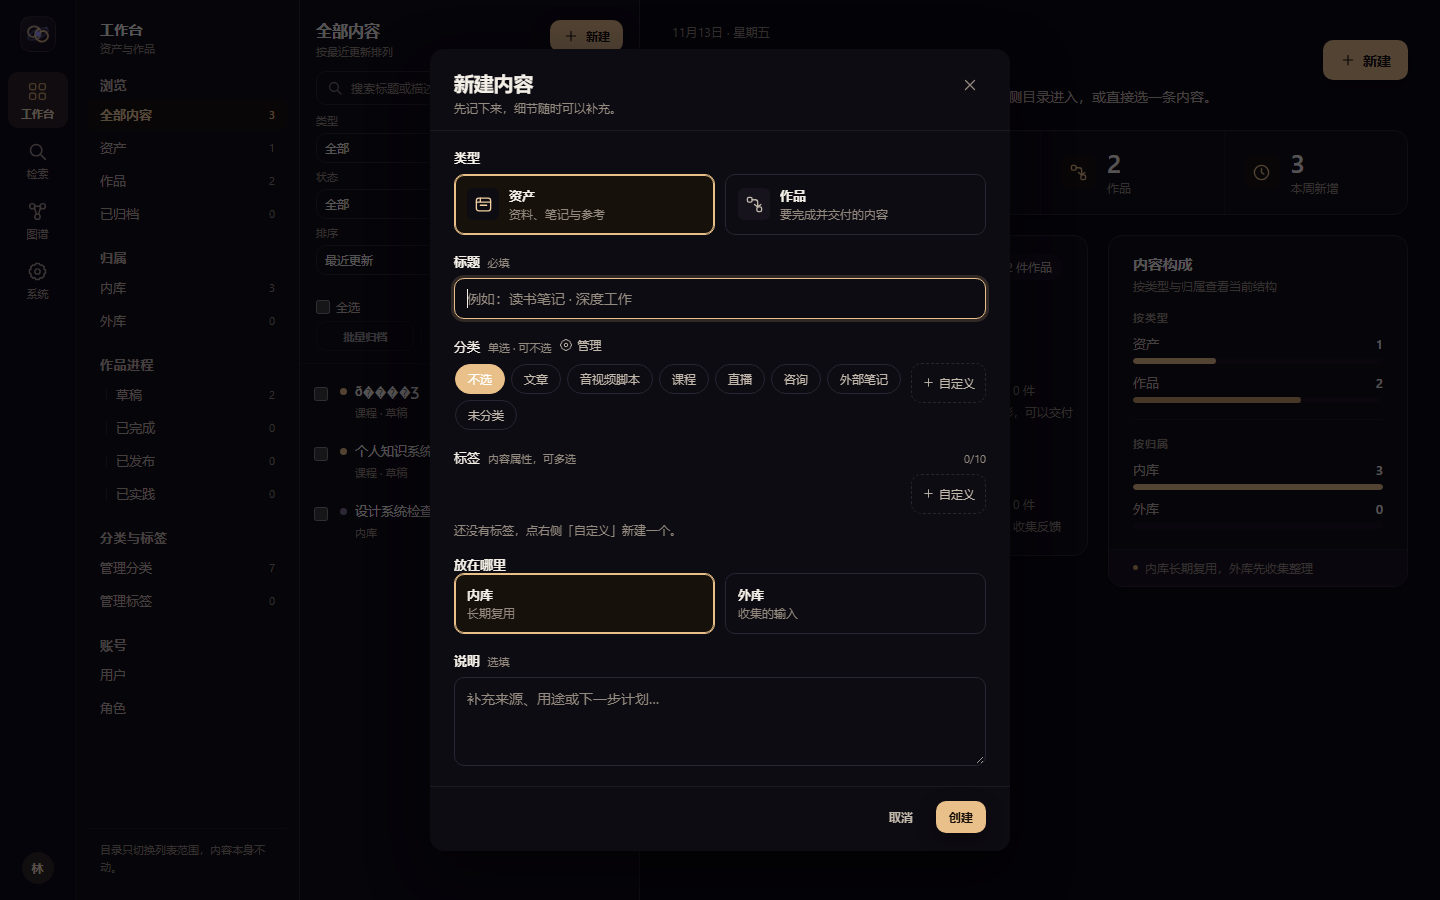 工作台
检索
图谱
系统
林
工作台
资产与作品
浏览
全部内容 3
资产 1
作品 2
已归档 0
归属
内库 3
外库 0
作品进程
草稿 2
已完成 0
已发布 0
已实践 0
分类与标签
管理分类 7
管理标签 0
账号
用户
角色
目录只切换列表范围，内容本身不
动。
全部内容
按最近更新排列
+ 新建
搜索标题或描述
类型
全部
状态
全部
排序
最近更新
全选
批量归档
课程 · 草稿
个人知识系统
课程 · 草稿
设计系统检查
内库
新建内容
先记下来，细节随时可以补充。
类型
资产
资料、笔记与参考
作品
要完成并交付的内容
标题 必填
例如：读书笔记 · 深度工作
分类 单选 · 可不选 管理
不选 文章 音视频脚本 课程 直播 咨询 外部笔记 + 自定义
未分类
标签 内容属性，可多选 0/10
+ 自定义
还没有标签，点右侧「自定义」新建一个。
放在哪里
内库
长期复用
外库
收集的输入
说明 选填
补充来源、用途或下一步计划...
取消 创建
11月13日 · 星期五
+ 新建
侧目录进入，或直接选一条内容。
2
作品
3
本周新增
2 件作品
0 件
，可以交付
0 件
收集反馈
内容构成
按类型与归属查看当前结构
按类型
资产 1
作品 2
按归属
内库 3
外库 0
内库长期复用，外库先收集整理